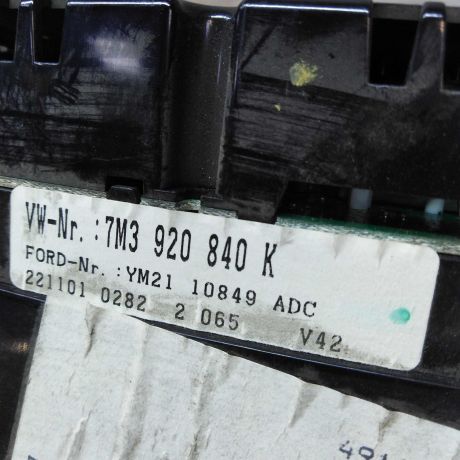 VW-Nr.:7M3 920 840 K
FORD-Nr.:YM21 10849 ADC
221101 0282 2 065 V42